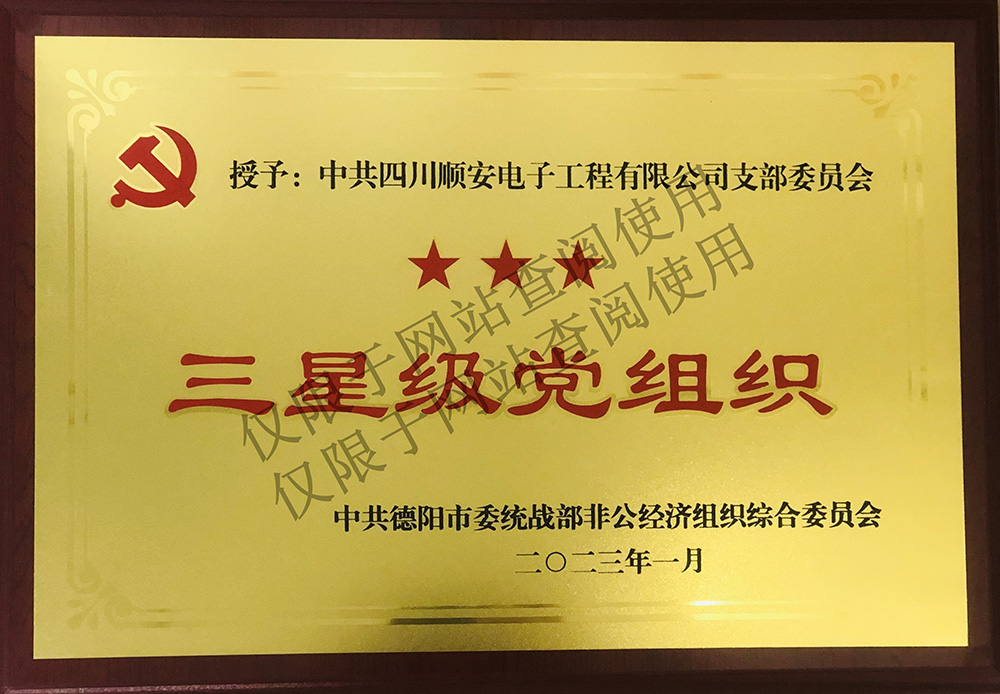 授予：中共四川顺安电子工程有限公司支部委员会
三星级党组织
中共德阳市委统战部非公经济组织综合委员会
二〇二三年一月
仅限于网站查阅使用
仅限于网站查阅使用